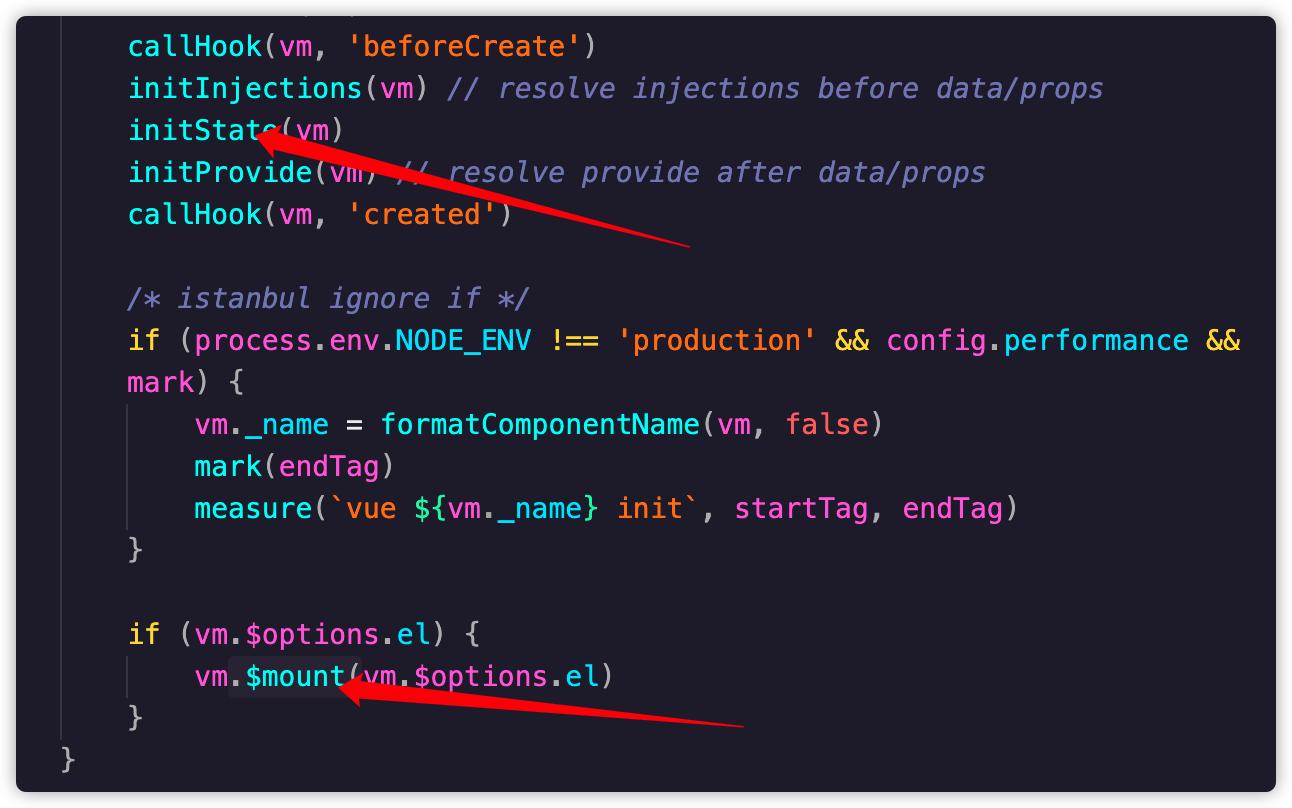 callHook(vm, 'beforeCreate')
initInjections(vm) // resolve injections before data/props
initState(vm)
initProvide(vm) // resolve provide after data/props
callHook(vm, 'created')
/* istanbul ignore if */
if (process.env.NODE_ENV !== 'production' && config.performance &&
mark) {
vm._name = formatComponentName(vm, false)
mark(endTag)
measure(`vue ${vm._name} init`, startTag, endTag)
}
if (vm.$options.el) {
vm.$mount(vm.$options.el)
}
}